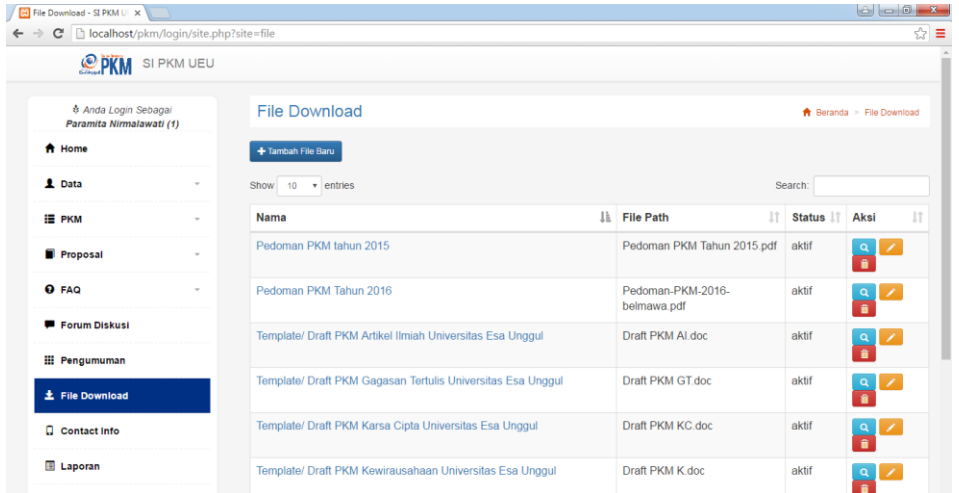 File Download - SI PKM U
localhost/pkm/login/site.php?site=file
PKM SI PKM UEU
Anda Login Sebagai
Paramita Nirmalawati (1)
Home
Data
PKM
Proposal
FAQ
Forum Diskusi
Pengumuman
File Download
Contact Info
Laporan
File Download
Beranda > File Download
Tambah File Baru
Show 10 entries
Search:
Nama File Path Status Aksi
Pedoman PKM tahun 2015 Pedoman PKM Tahun 2015.pdf aktif
Pedoman PKM Tahun 2016 Pedoman-PKM-2016-
belmawa.pdf aktif
Template/ Draft PKM Artikel Ilmiah Universitas Esa Unggul Draft PKM AI.doc aktif
Template/ Draft PKM Gagasan Tertulis Universitas Esa Unggul Draft PKM GT.doc aktif
Template/ Draft PKM Karsa Cipta Universitas Esa Unggul Draft PKM KC.doc aktif
Template/ Draft PKM Kewirausahaan Universitas Esa Unggul Draft PKM K.doc aktif